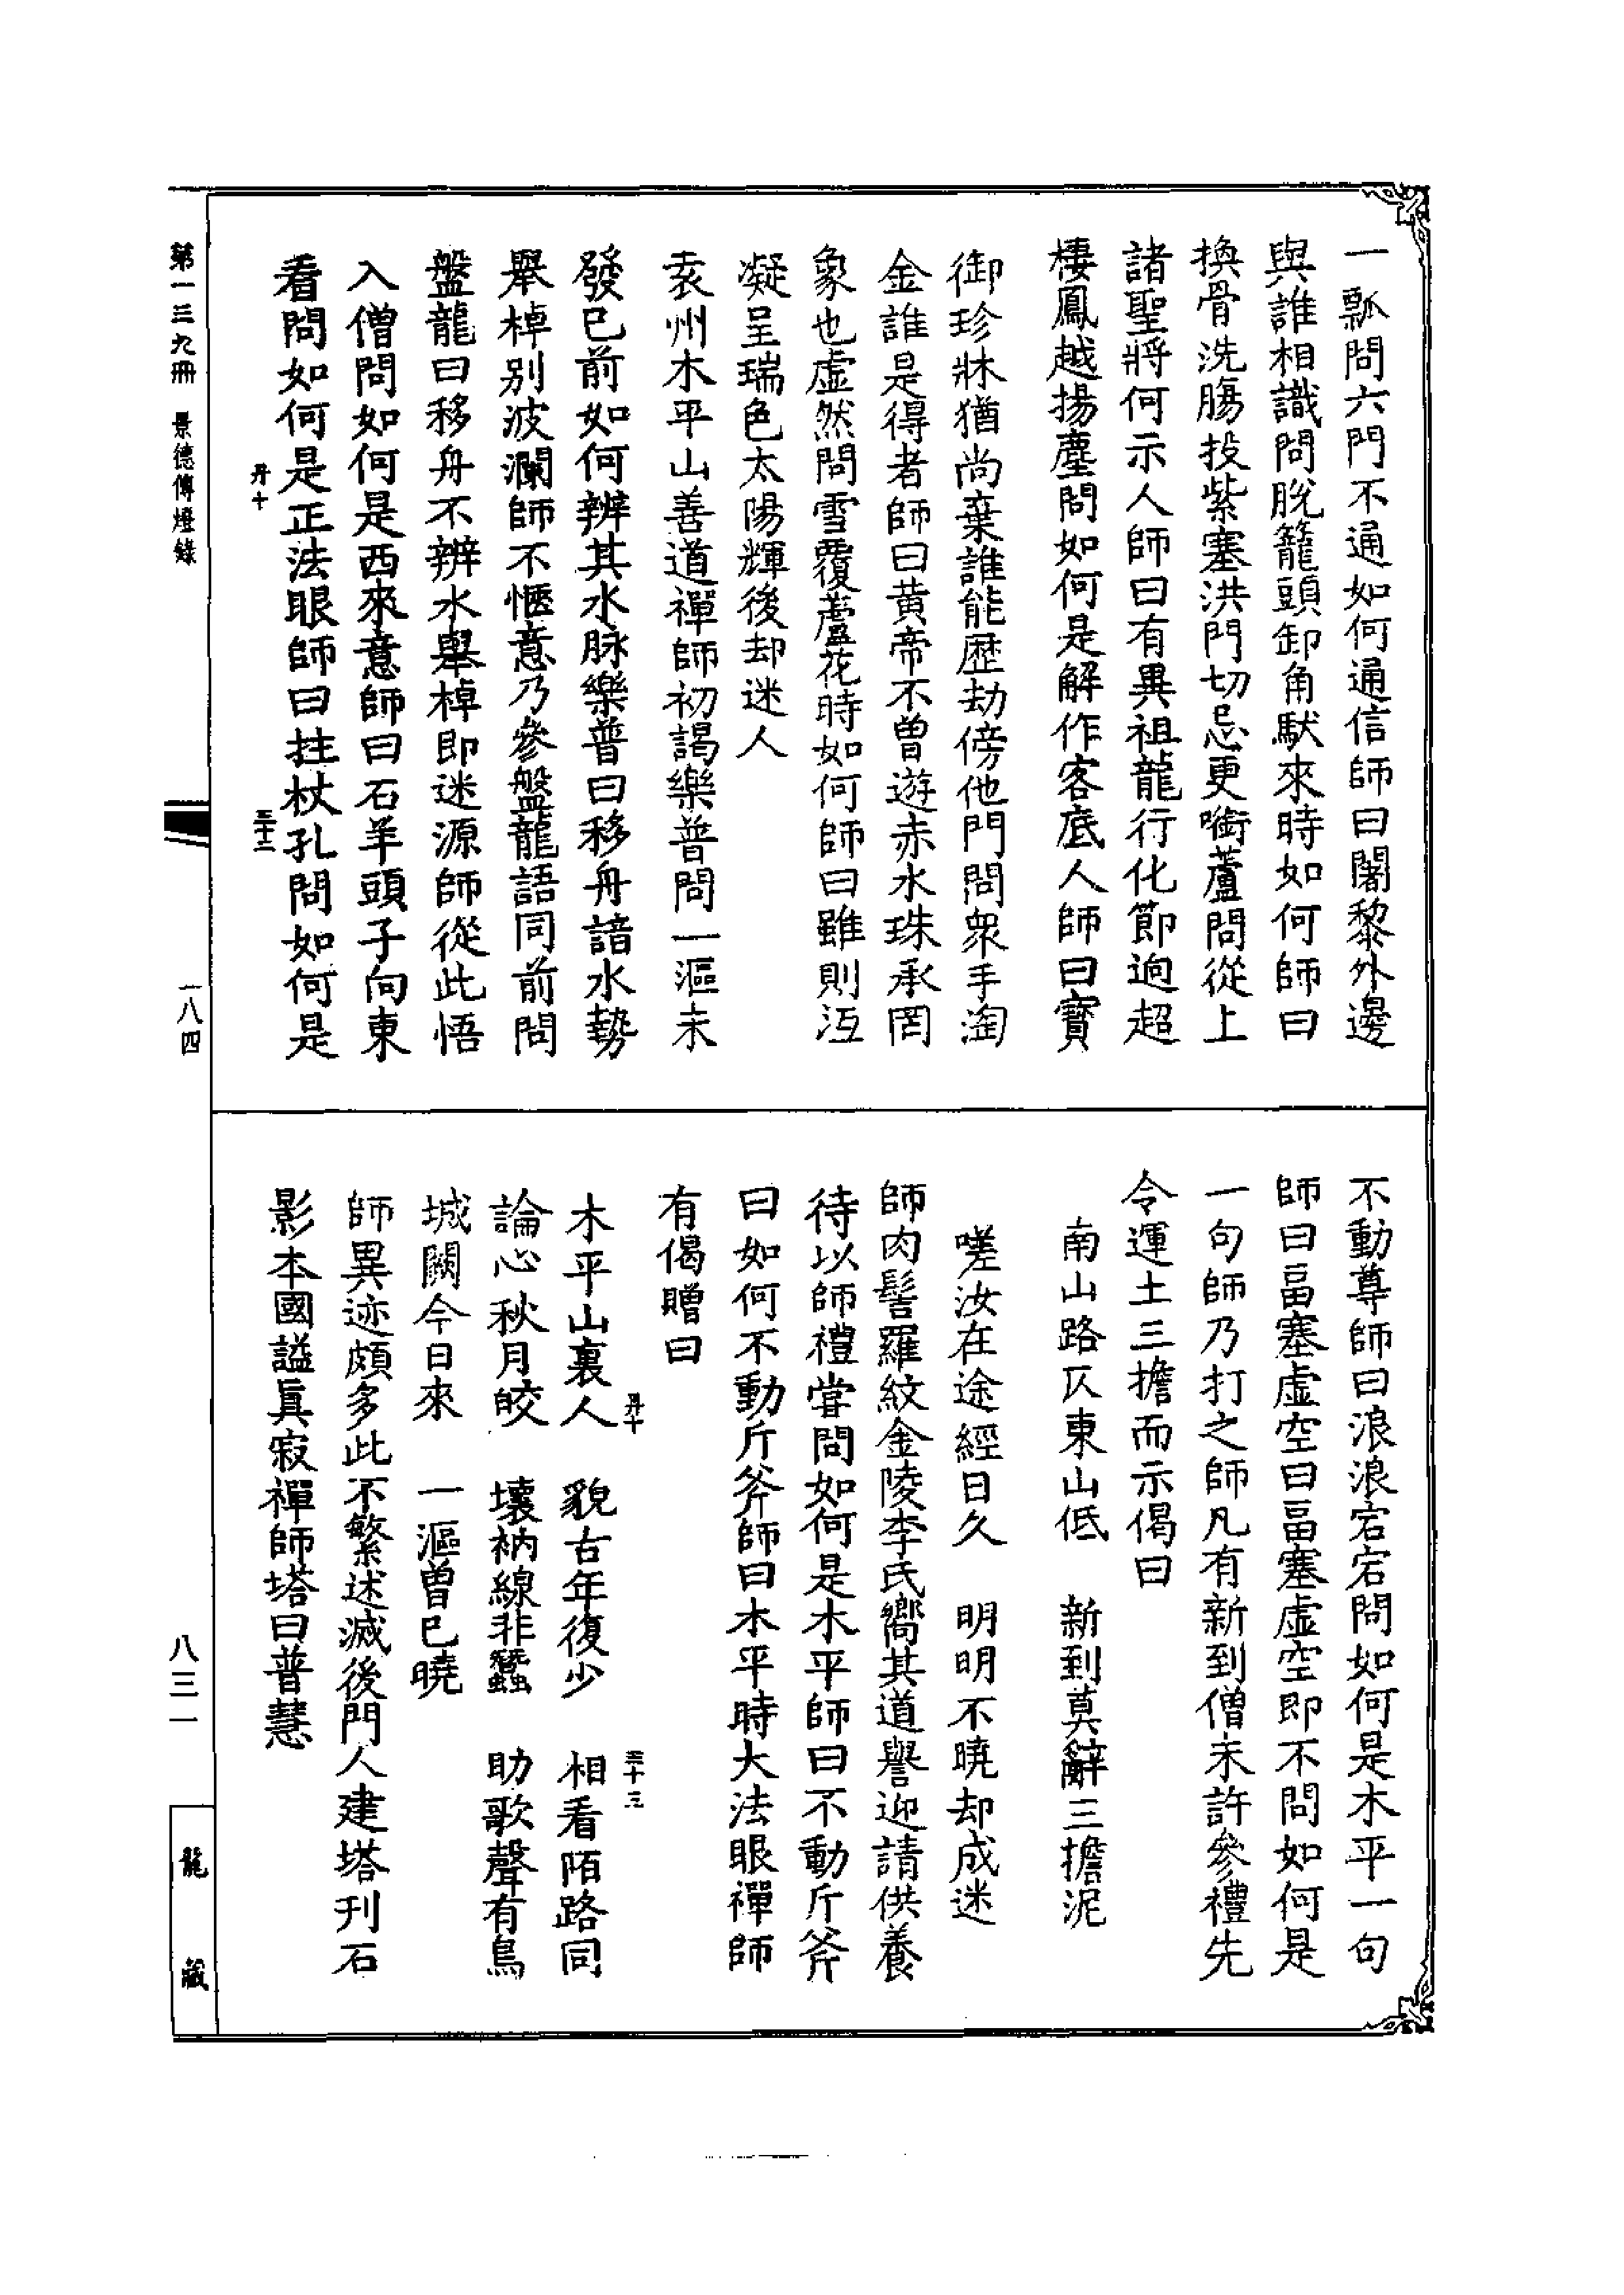 一瓢問六門不通如何通信師曰闍黎外邊
與誰相識問脫籠頭卸角馱來時如何師曰
換骨洗膓投紫塞洪門切忌更銜蘆問從上
諸聖將何示人師曰有異祖龍行化節逈超
棲鳳越揚塵問如何是解作客底人師曰寶
御珍牀猶尚棄誰能歷劫傍他門問衆手淘
金誰是得者師曰黃帝不曾遊赤水珠承罔
象也虛然問雪覆蘆花時如何師曰雖則沍
凝呈瑞色太陽輝後却迷人
袁州木平山善道禪師初謁樂普問一漚未
發已前如何辨其水脉樂普曰移舟諳水勢
舉棹別波瀾師不愜意乃參盤龍語同前問
盤龍曰移舟不辨水舉棹即迷源師從此悟
入僧問如何是西來意師曰石羊頭子向東
看問如何是正法眼師曰拄杖孔問如何是
丹十
三十二
不動尊師曰浪浪宕宕問如何是木平一句
師曰畐塞虛空曰畐塞虛空即不問如何是
一句師乃打之師凡有新到僧未許參禮先
令運土三擔而示偈曰
南山路仄東山低 新到莫辭三擔泥
嗟汝在途經日久 明明不曉却成迷
師肉髻羅紋金陵李氏嚮其道譽迎請供養
待以師禮甞問如何是木平師曰不動斤斧
曰如何不動斤斧師曰木平時大法眼禪師
有偈贈曰
丹十
三十三
木平山裏人 貌古年復少 相看陌路同
論心秋月皎 壞衲線非蠶 助歌聲有鳥
城闕今日來 一漚曾已曉
師異迹頗多此不繁述滅後門人建塔刊石
影本國謚眞寂禪師塔曰普慧
第一三九冊 景德傳燈錄
一八四
八三一
龍藏